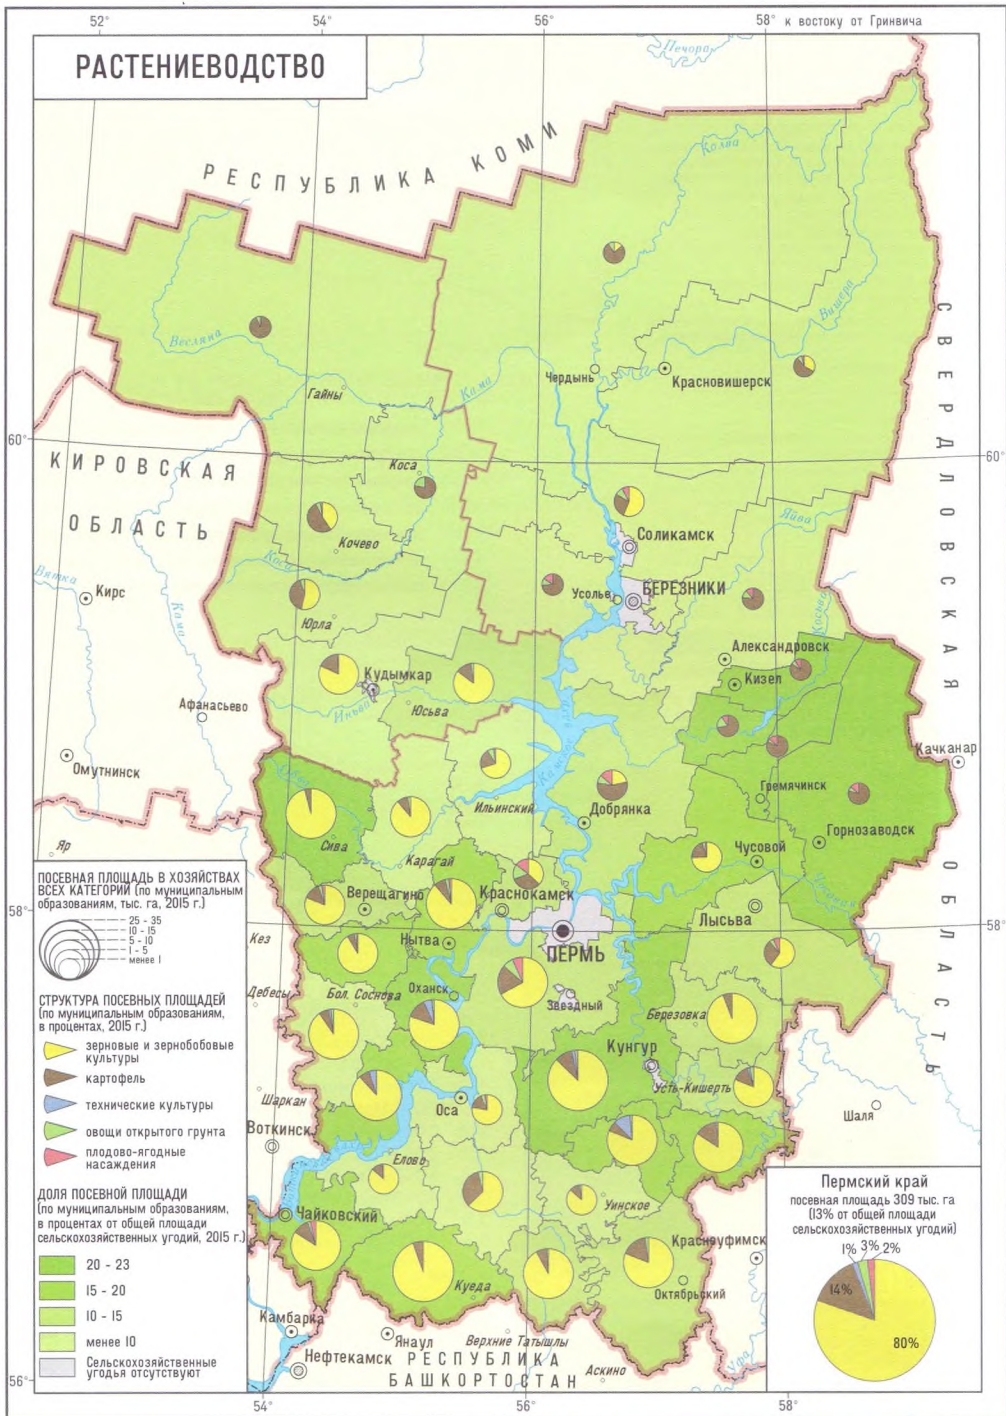 52°
54°
56°
58° к востоку от Гринвича
РАСТЕНИЕВОДСТВО
Печора
РЕСПУБЛИКА КОМИ
Колва
Вишера
Весляна
Кама
Гайны
Чердынь
Красновишерск
60°
60°
КИРОВСКАЯ
ОБЛАСТЬ
СВЕРДЛОВСКАЯ ОБЛАСТЬ
Коса
Кочево
Коса
Яйва
Соликамск
Вятка
Кирс
Кама
Усолье
БЕРЕЗНИКИ
Косьва
Юрла
Александровск
Кизел
Кудымкар
Афанасьево
Иньва
Юсьва
Камское вдхр.
Омутнинск
Качканар
Гремячинск
Ильинский
Добрянка
Горнозаводск
Яр
Сива
Карагай
Чусовой
Верещагино
Краснокамск
Лысьва
58°
58°
Кез
Нытва
ПЕРМЬ
Дебесы
Бол. Соснова
Оханск
Звездный
Березовка
Кунгур
Усть-Кишерть
Шаркан
Оса
Шаля
Воткинск
Елово
Уинское
Чайковский
Красноуфимск
Куеда
Октябрьский
Камбарка
Янаул
Верхние Татышлы
Нефтекамск
РЕСПУБЛИКА
БАШКОРТОСТАН
Аскино
Уфа
56°
54°
56°
58°
ПОСЕВНАЯ ПЛОЩАДЬ В ХОЗЯЙСТВАХ
ВСЕХ КАТЕГОРИЙ (по муниципальным
образованиям, тыс. га, 2015 г.)
25 - 35
10 - 15
5 - 10
1 - 5
менее 1
СТРУКТУРА ПОСЕВНЫХ ПЛОЩАДЕЙ
(по муниципальным образованиям,
в процентах, 2015 г.)
зерновые и зернобобовые
культуры
картофель
технические культуры
овощи открытого грунта
плодово-ягодные
насаждения
ДОЛЯ ПОСЕВНОЙ ПЛОЩАДИ
(по муниципальным образованиям,
в процентах от общей площади
сельскохозяйственных угодий, 2015 г.)
20 - 23
15 - 20
10 - 15
менее 10
Сельскохозяйственные
угодья отсутствуют
Пермский край
посевная площадь 309 тыс. га
(13% от общей площади
сельскохозяйственных угодий)
1% 3% 2%
14%
80%